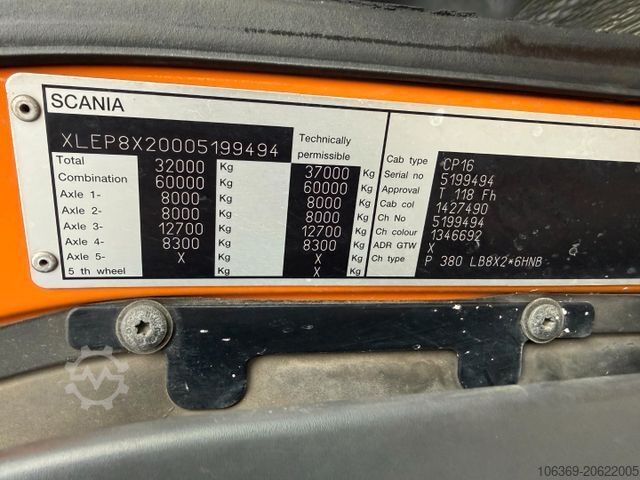 SCANIA
XLEP8X20005199494 Technically permissible
Total 32000 Kg 37000 Kg
Combination 60000 Kg 60000 Kg
Axle 1- 8000 Kg 8000 Kg
Axle 2- 8000 Kg 8000 Kg
Axle 3- 12700 Kg 12700 Kg
Axle 4- 8300 Kg 8300 Kg
Axle 5- X Kg X Kg
5 th wheel X Kg X Kg
Cab type CP16
Serial no 5199494
Approval T 118 Fh
Cab col 1427490
Ch No 5199494
Ch colour 1346692
ADR GTW X
Ch type P 380 LB8X2*6HNB
106369-20622005